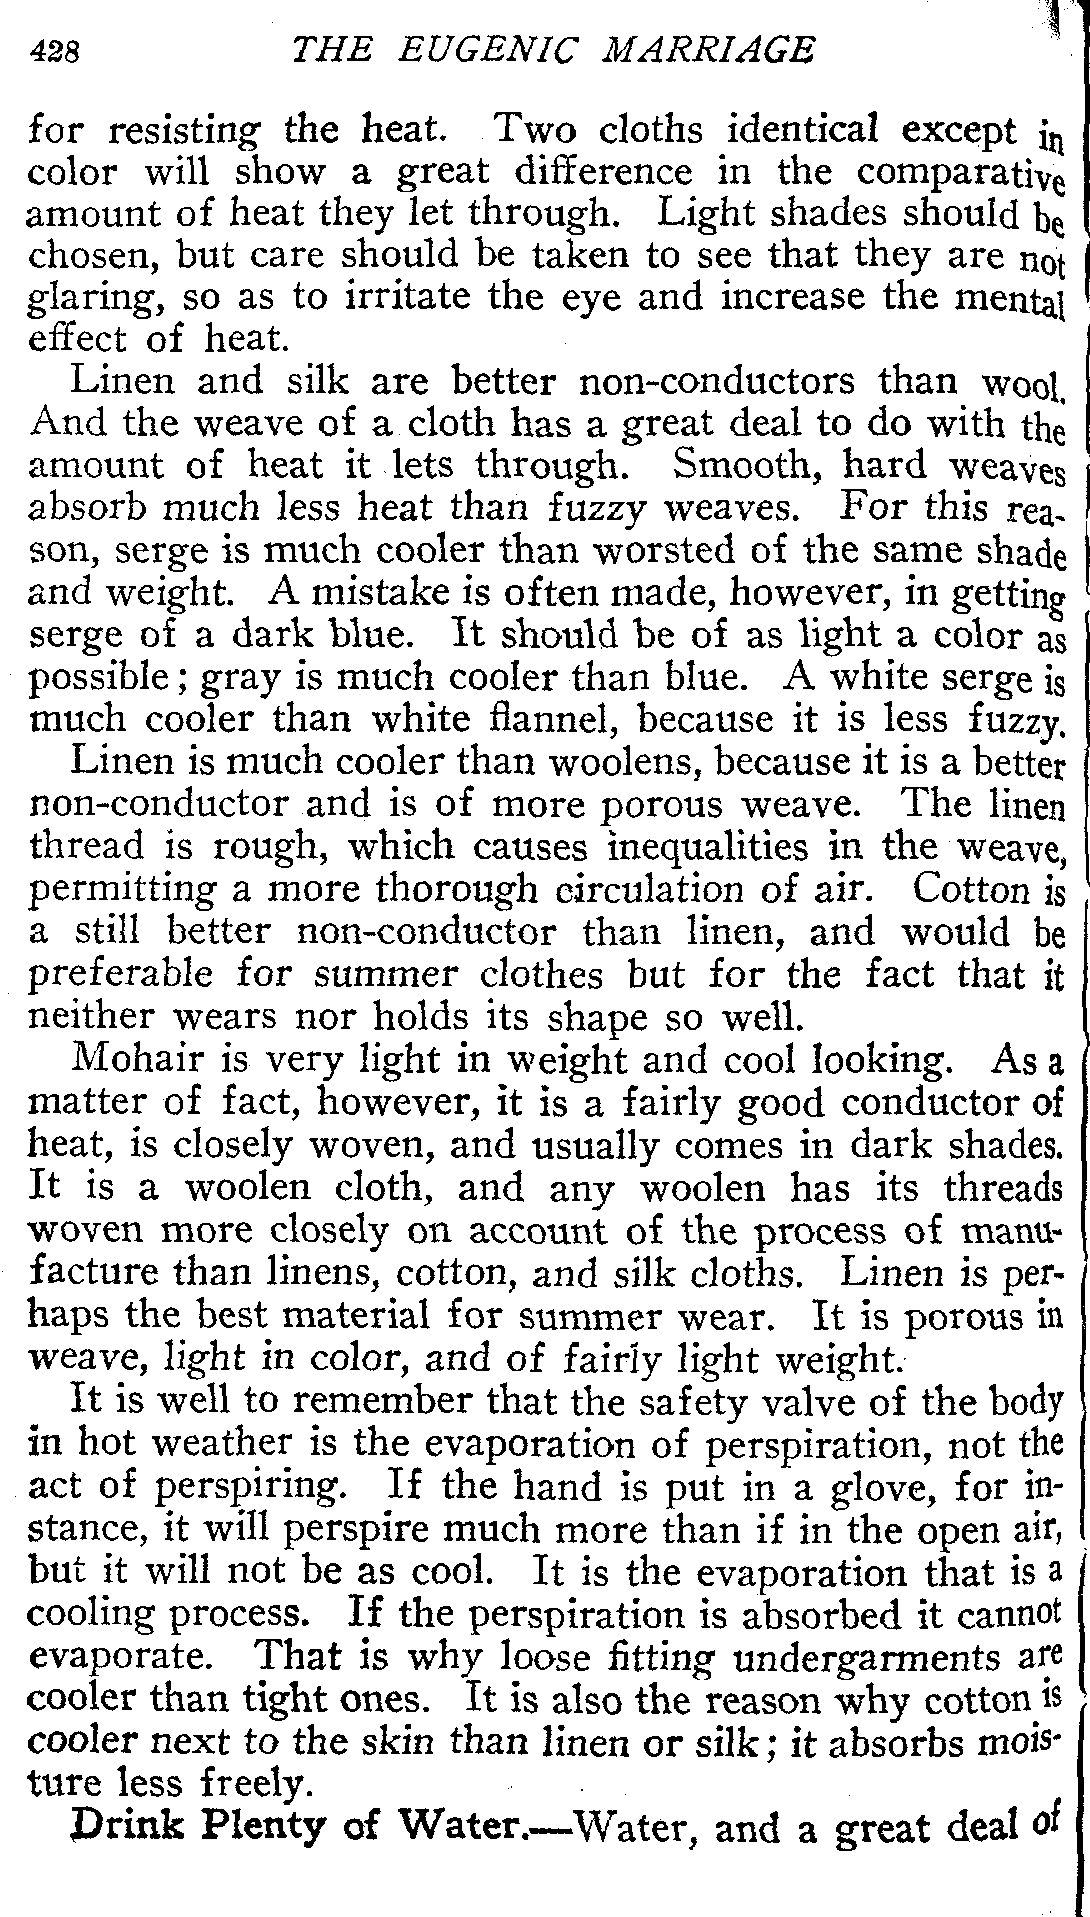 428 THE EUGENIC MARRIAGE
for resisting the heat. Two cloths identical except in
color will show a great difference in the comparative
amount of heat they let through. Light shades should be
chosen, but care should be taken to see that they are not
glaring, so as to irritate the eye and increase the mental
effect of heat.
Linen and silk are better non-conductors than wool.
And the weave of a cloth has a great deal to do with the
amount of heat it lets through. Smooth, hard weaves
absorb much less heat than fuzzy weaves. For this rea-
son, serge is much cooler than worsted of the same shade
and weight. A mistake is often made, however, in getting
serge of a dark blue. It should be of as light a color as
possible; gray is much cooler than blue. A white serge is
much cooler than white flannel, because it is less fuzzy.
Linen is much cooler than woolens, because it is a better
non-conductor and is of more porous weave. The linen
thread is rough, which causes inequalities in the weave,
permitting a more thorough circulation of air. Cotton is
a still better non-conductor than linen, and would be
preferable for summer clothes but for the fact that it
neither wears nor holds its shape so well.
Mohair is very light in weight and cool looking. As a
matter of fact, however, it is a fairly good conductor of
heat, is closely woven, and usually comes in dark shades.
It is a woolen cloth, and any woolen has its threads
woven more closely on account of the process of manu-
facture than linens, cotton, and silk cloths. Linen is per-
haps the best material for summer wear. It is porous in
weave, light in color, and of fairly light weight.
It is well to remember that the safety valve of the body
in hot weather is the evaporation of perspiration, not the
act of perspiring. If the hand is put in a glove, for in-
stance, it will perspire much more than if in the open air,
but it will not be as cool. It is the evaporation that is a
cooling process. If the perspiration is absorbed it cannot
evaporate. That is why loose fitting undergarments are
cooler than tight ones. It is also the reason why cotton is
cooler next to the skin than linen or silk; it absorbs mois-
ture less freely.
Drink Plenty of Water.—Water, and a great deal of